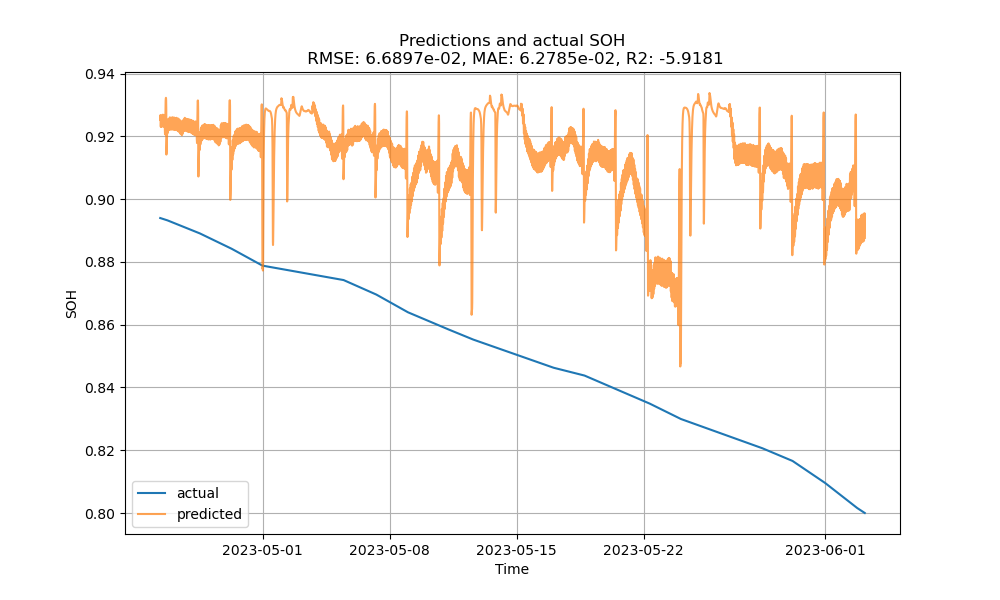 Predictions and actual SOH
RMSE: 6.6897e-02, MAE: 6.2785e-02, R2: -5.9181
0.94
0.92
0.90
0.88
0.86
0.84
0.82
0.80
SOH
actual
predicted
2023-05-01 2023-05-08 2023-05-15 2023-05-22 2023-06-01
Time